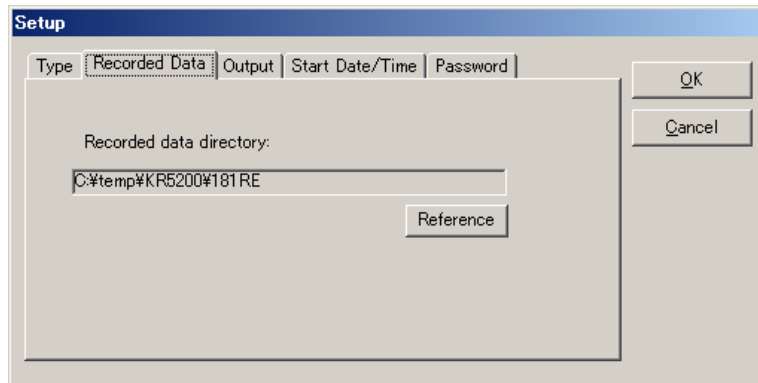 Setup
Type Recorded Data Output Start Date/Time Password
OK
Cancel
Recorded data directory:
C:¥temp¥KR5200¥181RE
Reference